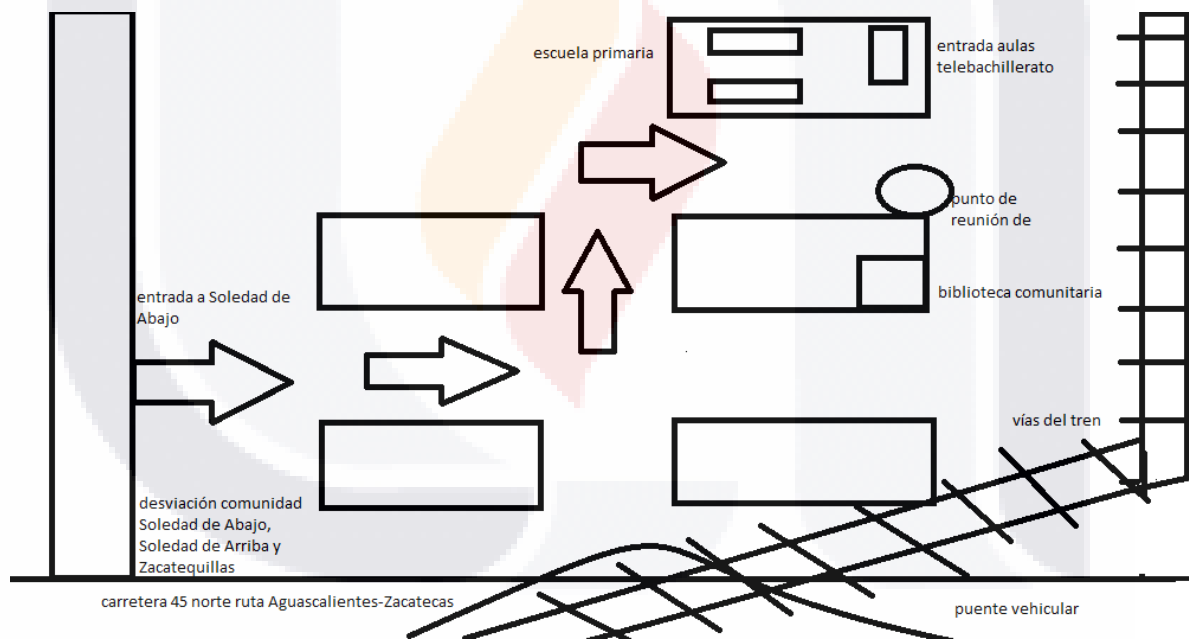 escuela primaria
entrada aulas
telebachillerato
punto de
reunión de
entrada a Soledad de
Abajo
biblioteca comunitaria
vías del tren
desviación comunidad
Soledad de Abajo,
Soledad de Arriba y
Zacatequillas
carretera 45 norte ruta Aguascalientes-Zacatecas
puente vehicular